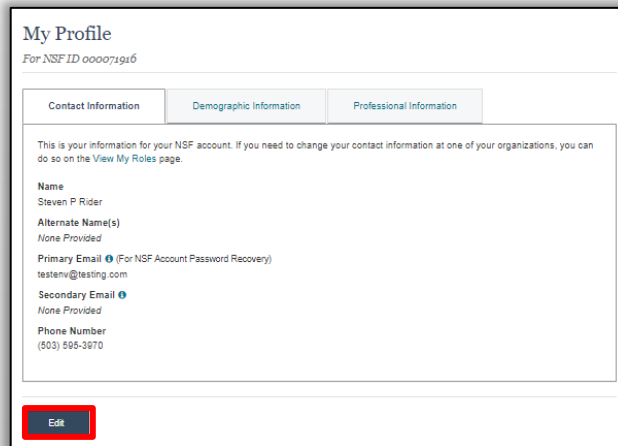 My Profile
For NSF ID 000071916
Contact Information
Demographic Information
Professional Information
This is your information for your NSF account. If you need to change your contact information at one of your organizations, you can
do so on the View My Roles page.
Name
Steven P Rider
Alternate Name(s)
None Provided
Primary Email (For NSF Account Password Recovery)
testenv@testing.com
Secondary Email
None Provided
Phone Number
(503) 595-3970
Edit